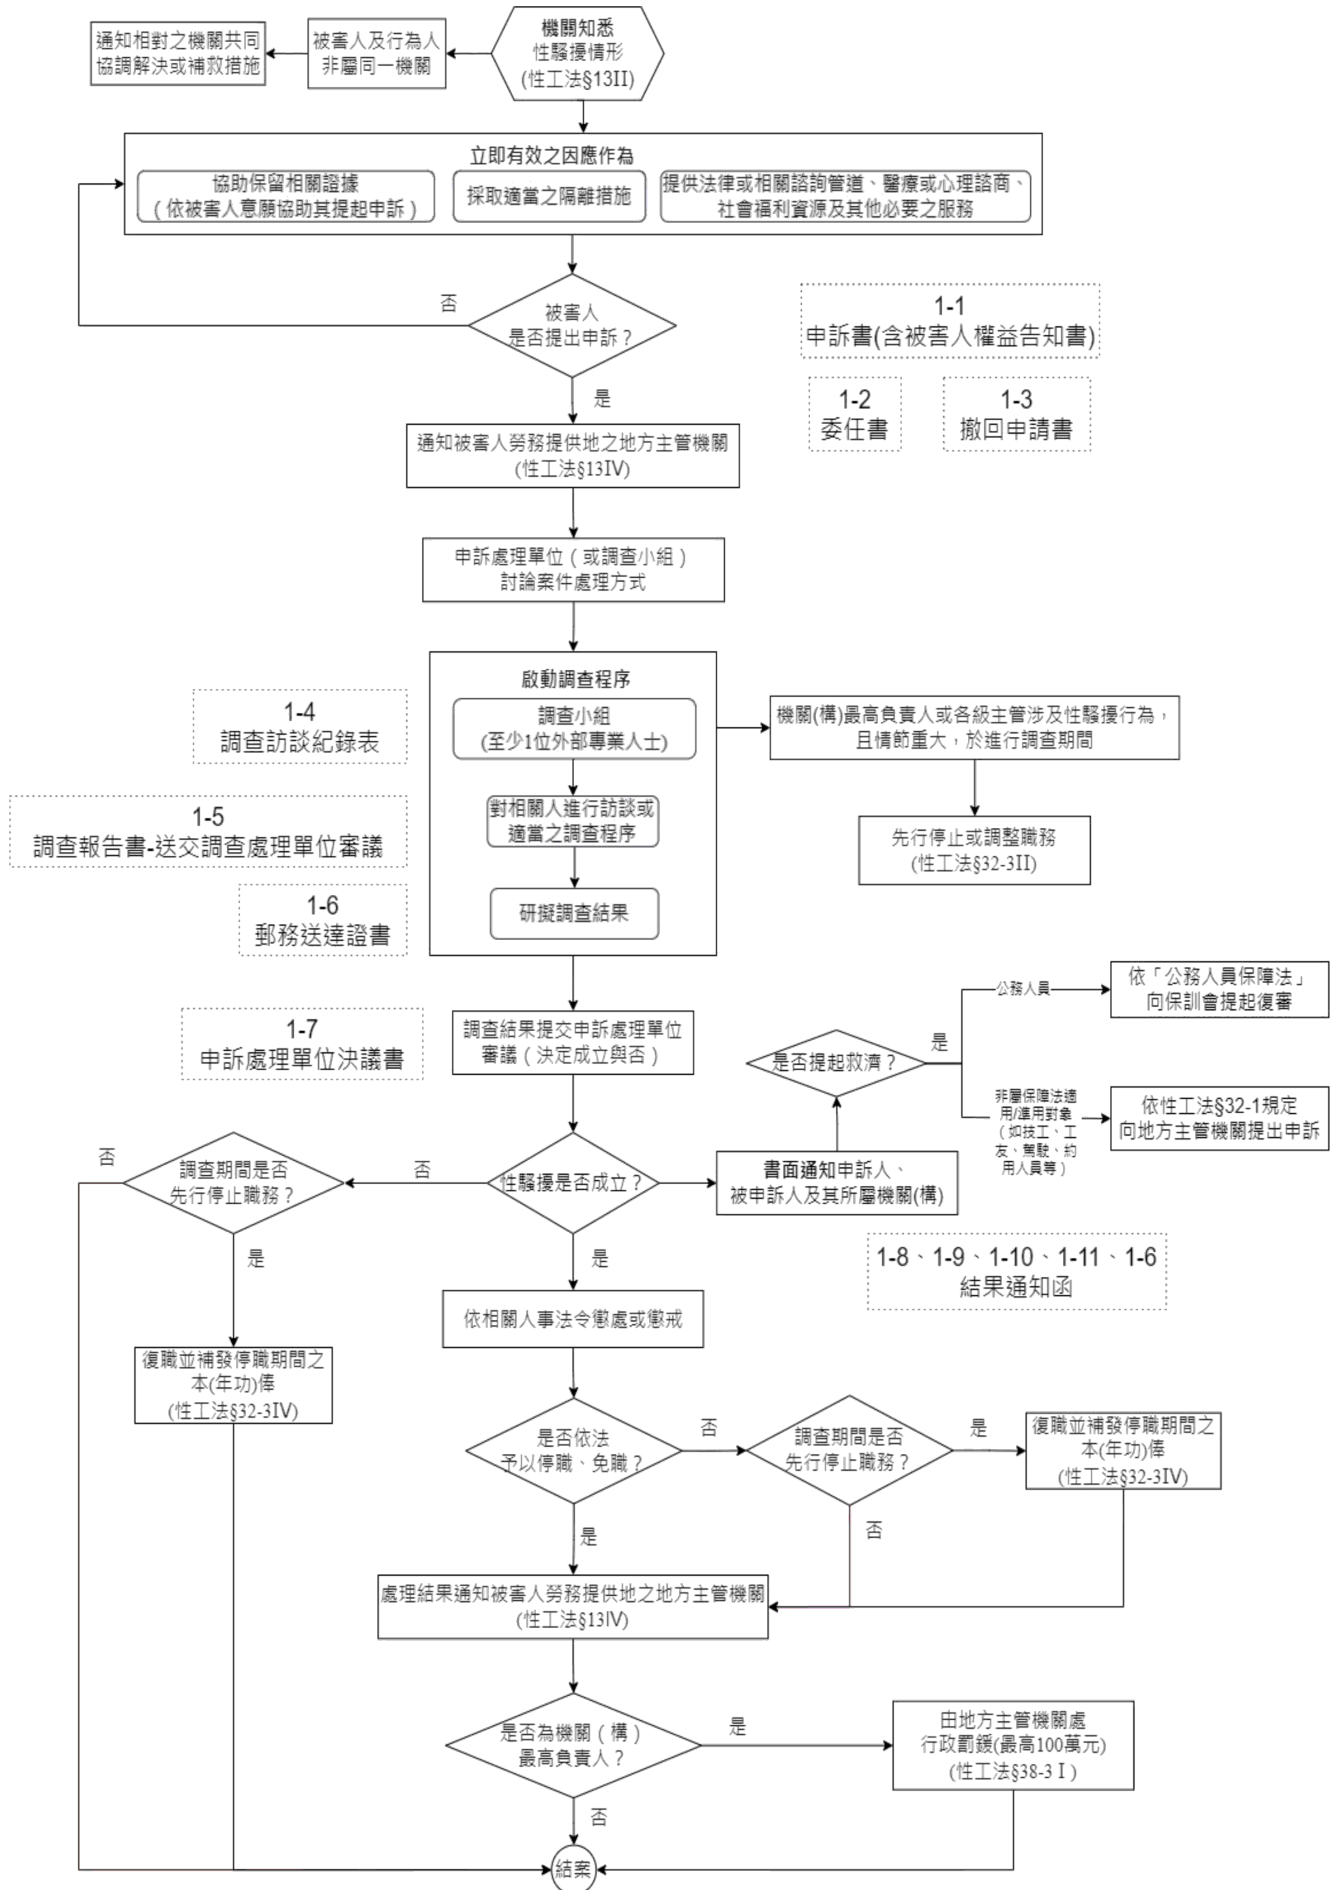 機關知悉
性騷擾情形
(性工法§13II)
被害人及行為人
非屬同一機關
通知相對之機關共同
協調解決或補救措施
立即有效之因應作為
協助保留相關證據
（依被害人意願協助其提起申訴）
採取適當之隔離措施
提供法律或相關諮詢管道、醫療或心理諮商、
社會福利資源及其他必要之服務
否
被害人
是否提出申訴？
1-1
申訴書(含被害人權益告知書)
是
1-2
委任書
1-3
撤回申請書
通知被害人勞務提供地之地方主管機關
(性工法§13IV)
申訴處理單位（或調查小組）
討論案件處理方式
啟動調查程序
調查小組
(至少1位外部專業人士)
對相關人進行訪談或
適當之調查程序
研擬調查結果
1-4
調查訪談紀錄表
機關(構)最高負責人或各級主管涉及性騷擾行為，
且情節重大，於進行調查期間
先行停止或調整職務
(性工法§32-3II)
1-5
調查報告書-送交調查處理單位審議
1-6
郵務送達證書
1-7
申訴處理單位決議書
調查結果提交申訴處理單位
審議（決定成立與否）
是否提起救濟？
是
公務人員
依「公務人員保障法」
向保訓會提起復審
非屬保障法適
用/準用對象
（如技工、工
友、駕駛、約
用人員等）
依性工法§32-1規定
向地方主管機關提出申訴
否
調查期間是否
先行停止職務？
否
性騷擾是否成立？
書面通知申訴人、
被申訴人及其所屬機關(構)
是
是
1-8、1-9、1-10、1-11、1-6
結果通知函
依相關人事法令懲處或懲戒
復職並補發停職期間之
本(年功)俸
(性工法§32-3IV)
是否依法
予以停職、免職？
否
調查期間是否
先行停止職務？
是
復職並補發停職期間之
本(年功)俸
(性工法§32-3IV)
是
否
處理結果通知被害人勞務提供地之地方主管機關
(性工法§13IV)
是否為機關（構）
最高負責人？
是
由地方主管機關處
行政罰鍰(最高100萬元)
(性工法§38-3 I )
否
結案